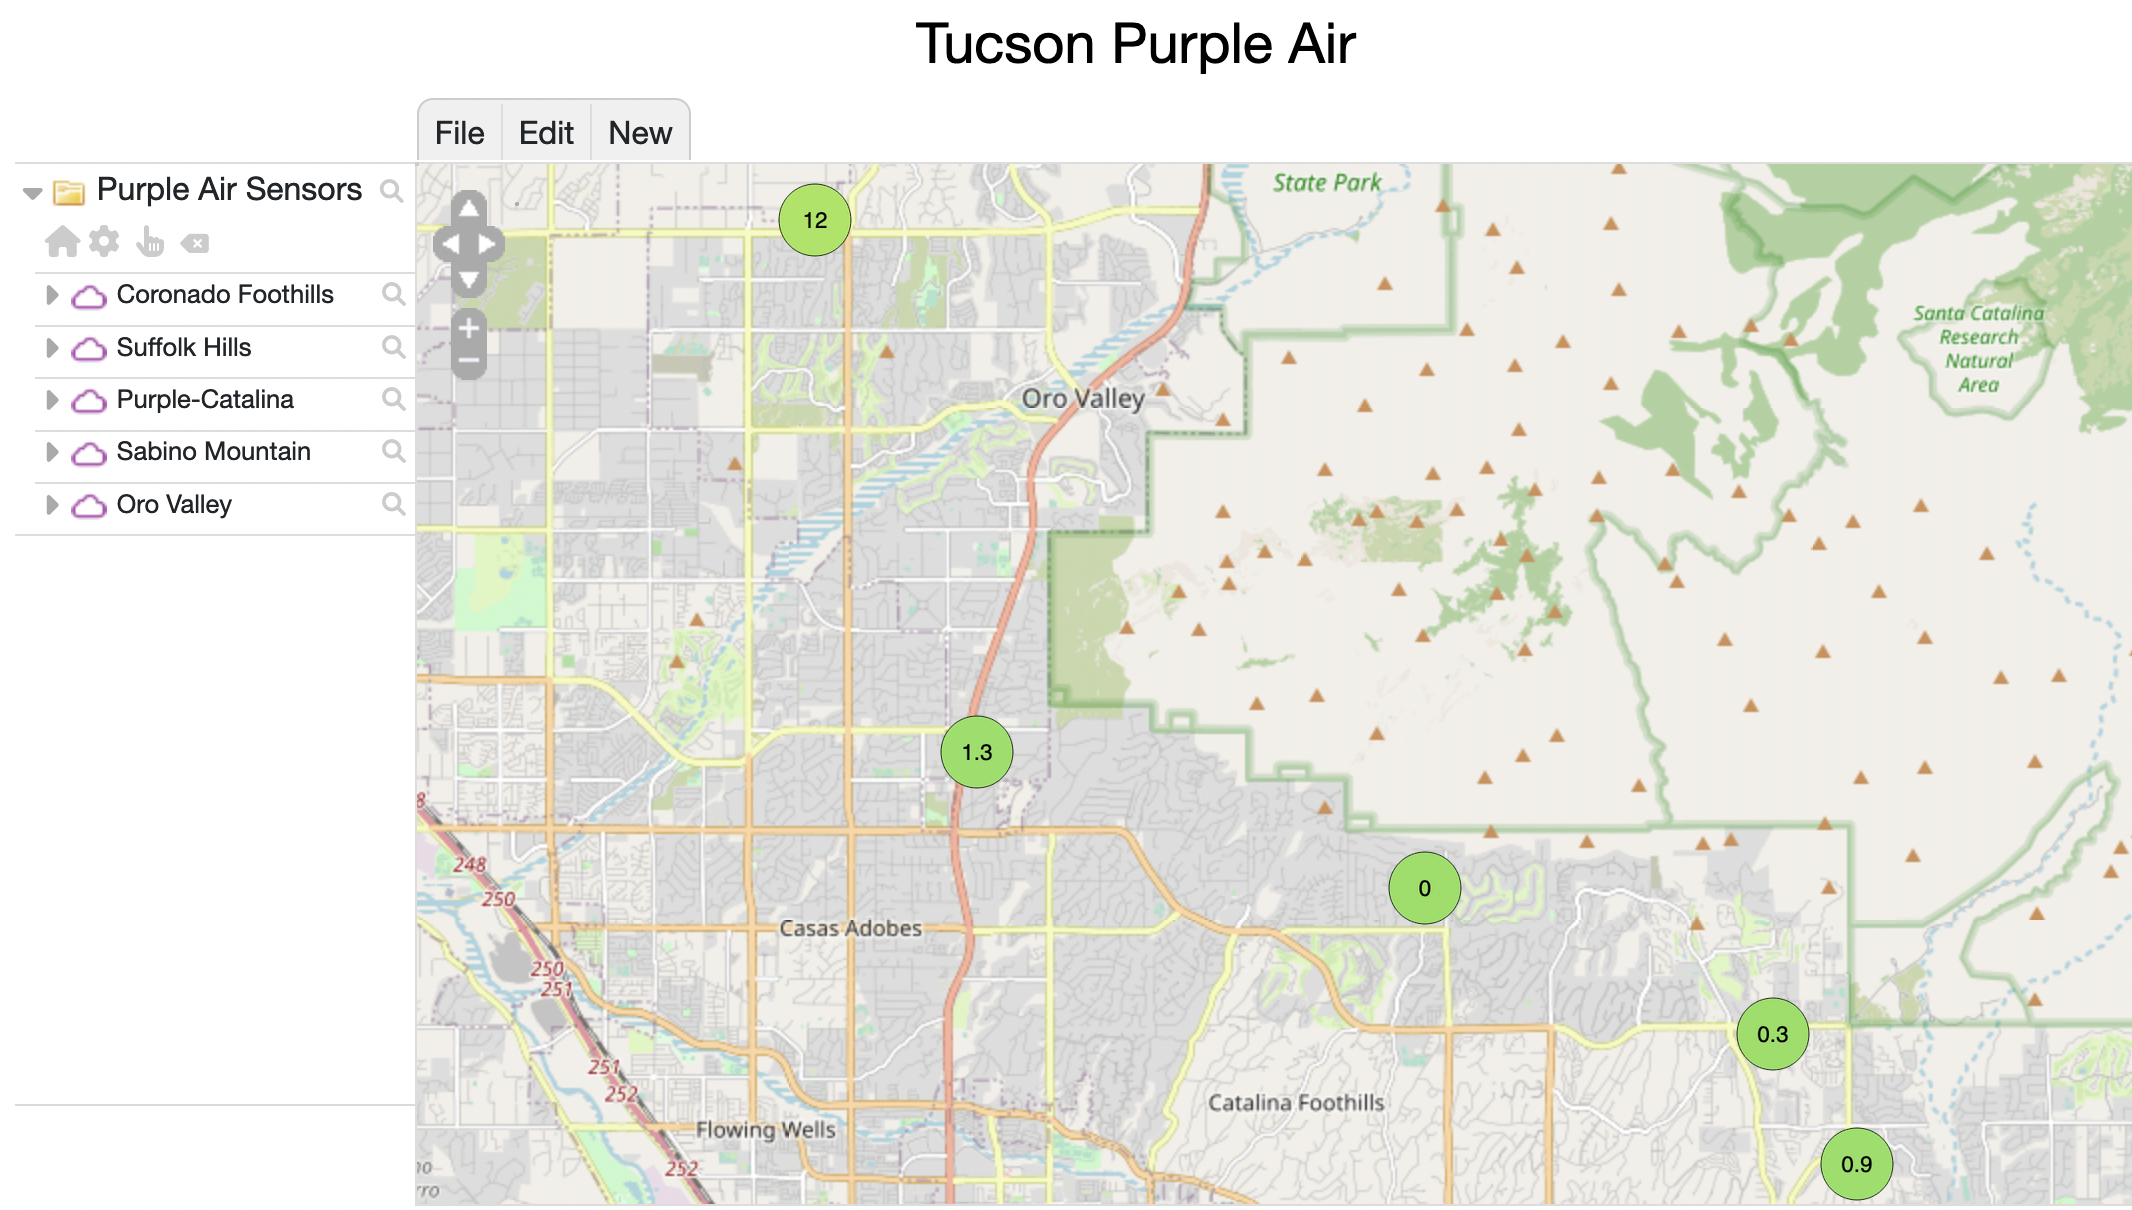 Tucson Purple Air
File Edit New
Purple Air Sensors
Coronado Foothills
Suffolk Hills
Purple-Catalina
Sabino Mountain
Oro Valley
State Park
12
Santa Catalina
Research
Natural
Area
Oro Valley
1.3
8
248
250
0
Casas Adobes
250
251
0.3
251
252
Catalina Foothills
Flowing Wells
252
0.9